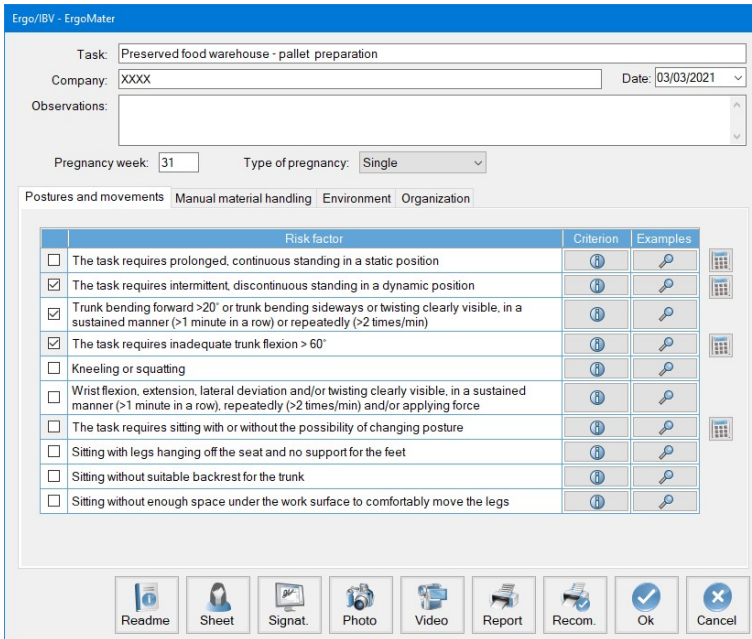 Ergo/IBV - ErgoMater
Task: Preserved food warehouse - pallet preparation
Company: XXXX Date: 03/03/2021
Observations:
Pregnancy week: 31 Type of pregnancy: Single
Postures and movements Manual material handling Environment Organization
Risk factor Criterion Examples
The task requires prolonged, continuous standing in a static position
The task requires intermittent, discontinuous standing in a dynamic position
Trunk bending forward >20° or trunk bending sideways or twisting clearly visible, in a
sustained manner (>1 minute in a row) or repeatedly (>2 times/min)
The task requires inadequate trunk flexion > 60°
Kneeling or squatting
Wrist flexion, extension, lateral deviation and/or twisting clearly visible, in a sustained
manner (>1 minute in a row), repeatedly (>2 times/min) and/or applying force
The task requires sitting with or without the possibility of changing posture
Sitting with legs hanging off the seat and no support for the feet
Sitting without suitable backrest for the trunk
Sitting without enough space under the work surface to comfortably move the legs
Readme Sheet Signat. Photo Video Report Recom. Ok Cancel